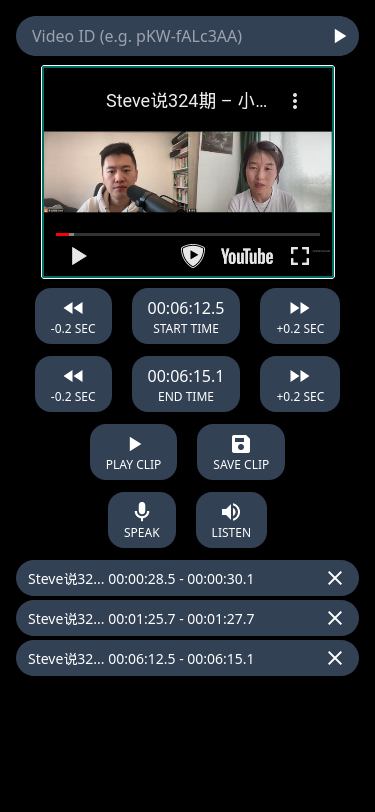 Video ID (e.g. pKW-fALc3AA)
Steve说324期 – 小...
YouTube
-0.2 SEC
00:06:12.5
START TIME
+0.2 SEC
-0.2 SEC
00:06:15.1
END TIME
+0.2 SEC
PLAY CLIP
SAVE CLIP
SPEAK
LISTEN
Steve说32... 00:00:28.5 - 00:00:30.1
Steve说32... 00:01:25.7 - 00:01:27.7
Steve说32... 00:06:12.5 - 00:06:15.1